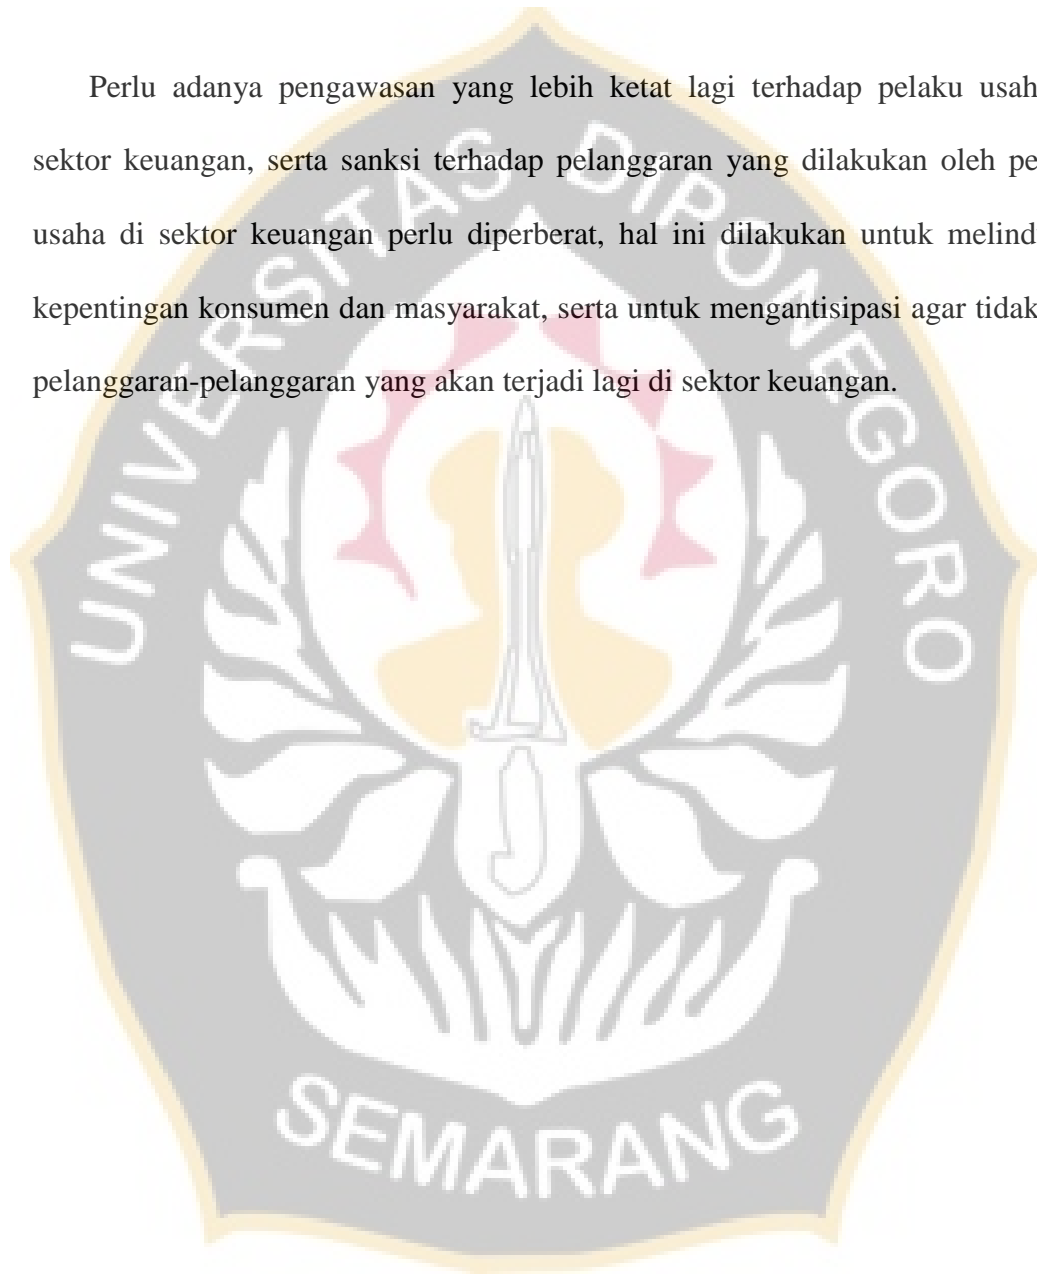 Perlu adanya pengawasan yang lebih ketat lagi terhadap pelaku usah
sektor keuangan, serta sanksi terhadap pelanggaran yang dilakukan oleh pe
usaha di sektor keuangan perlu diperberat, hal ini dilakukan untuk melind
kepentingan konsumen dan masyarakat, serta untuk mengantisipasi agar tidak
pelanggaran-pelanggaran yang akan terjadi lagi di sektor keuangan.
UNIVERSITAS DIPONEGORO
SEMARANG